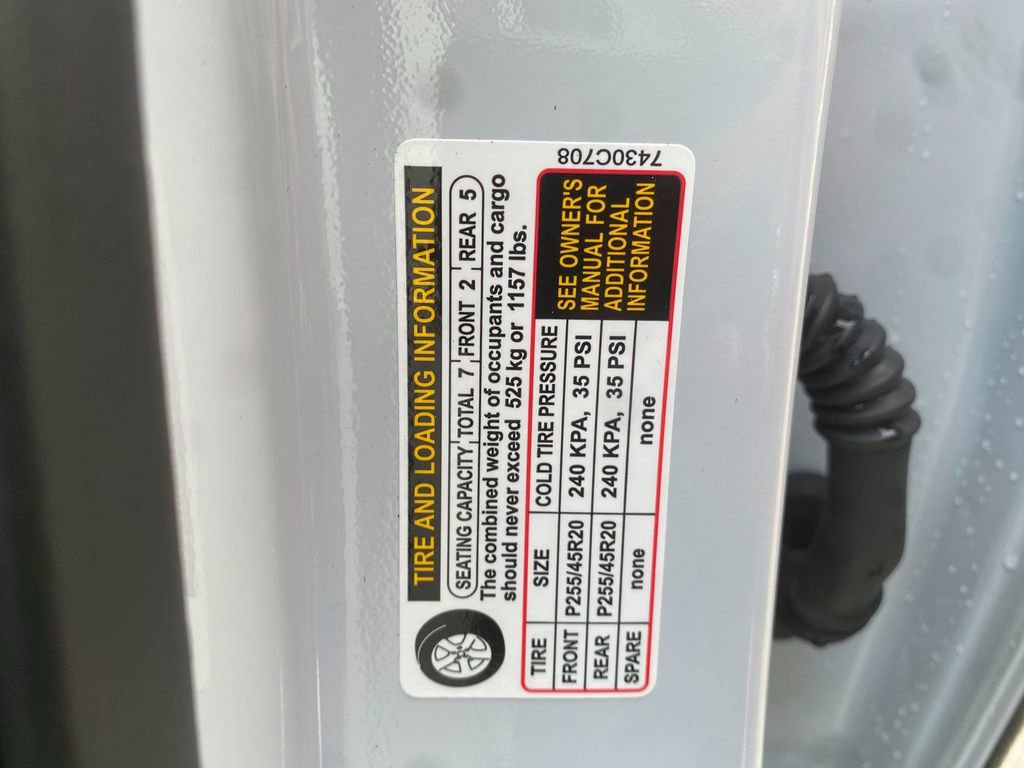 TIRE AND LOADING INFORMATION
SEATING CAPACITY TOTAL 7 FRONT 2 REAR 5
The combined weight of occupants and cargo
should never exceed 525 kg or 1157 lbs.
TIRE SIZE COLD TIRE PRESSURE
FRONT P255/45R20 240 KPA, 35 PSI
REAR P255/45R20 240 KPA, 35 PSI
SPARE none none
SEE OWNER'S
MANUAL FOR
ADDITIONAL
INFORMATION
7430C708